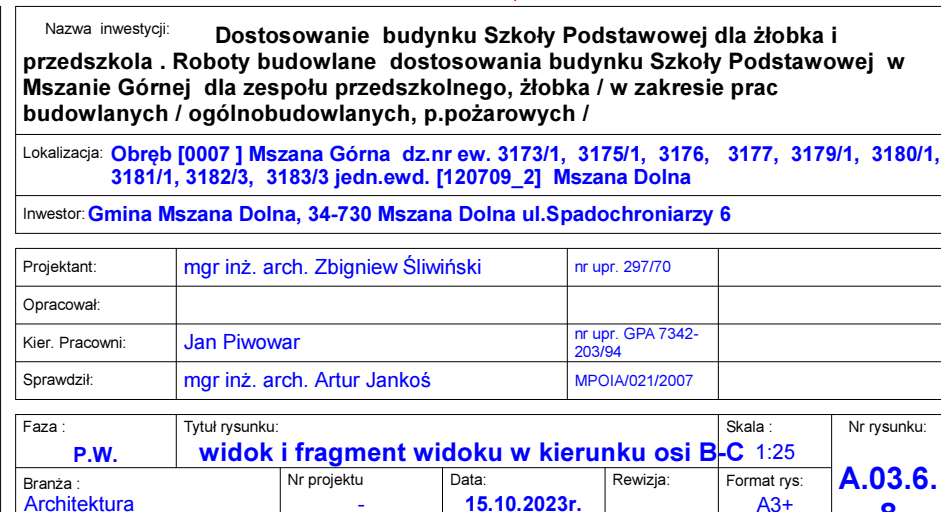 Nazwa inwestycji: Dostosowanie budynku Szkoły Podstawowej dla żłobka i
przedszkola . Roboty budowlane dostosowania budynku Szkoły Podstawowej w
Mszanie Górnej dla zespołu przedszkolnego, żłobka / w zakresie prac
budowlanych / ogólnobudowlanych, p.pożarowych /
Lokalizacja: Obręb [0007 ] Mszana Górna dz.nr ew. 3173/1, 3175/1, 3176, 3177, 3179/1, 3180/1,
3181/1, 3182/3, 3183/3 jedn.ewd. [120709_2] Mszana Dolna
Inwestor: Gmina Mszana Dolna, 34-730 Mszana Dolna ul.Spadochroniarzy 6
Projektant: mgr inż. arch. Zbigniew Śliwiński nr upr. 297/70
Opracował:
Kier. Pracowni: Jan Piwowar nr upr. GPA 7342-
203/94
Sprawdził: mgr inż. arch. Artur Jankoś MPOIA/021/2007
Faza : Tytuł rysunku: Skala : Nr rysunku:
P.W. widok i fragment widoku w kierunku osi B-C 1:25
Branża : Nr projektu Data: Rewizja: Format rys: A.03.6.
Architektura - 15.10.2023r. A3+ 8